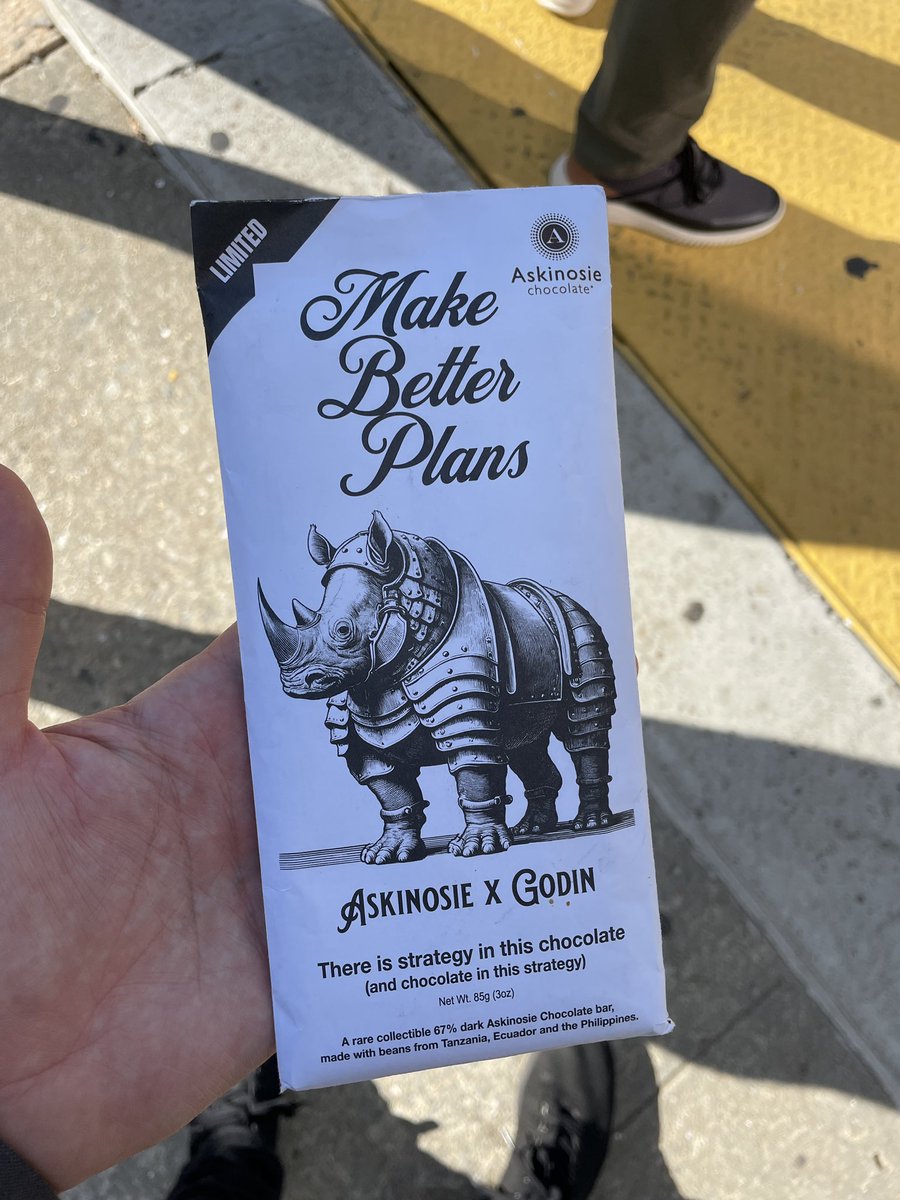 LIMITED
A
Askinosie
chocolate®
Make
Better
Plans
ASKINOSIE X GODIN
There is strategy in this chocolate
(and chocolate in this strategy)
Net Wt. 85g (3oz)
A rare collectible 67% dark Askinosie Chocolate bar,
made with beans from Tanzania, Ecuador and the Philippines.